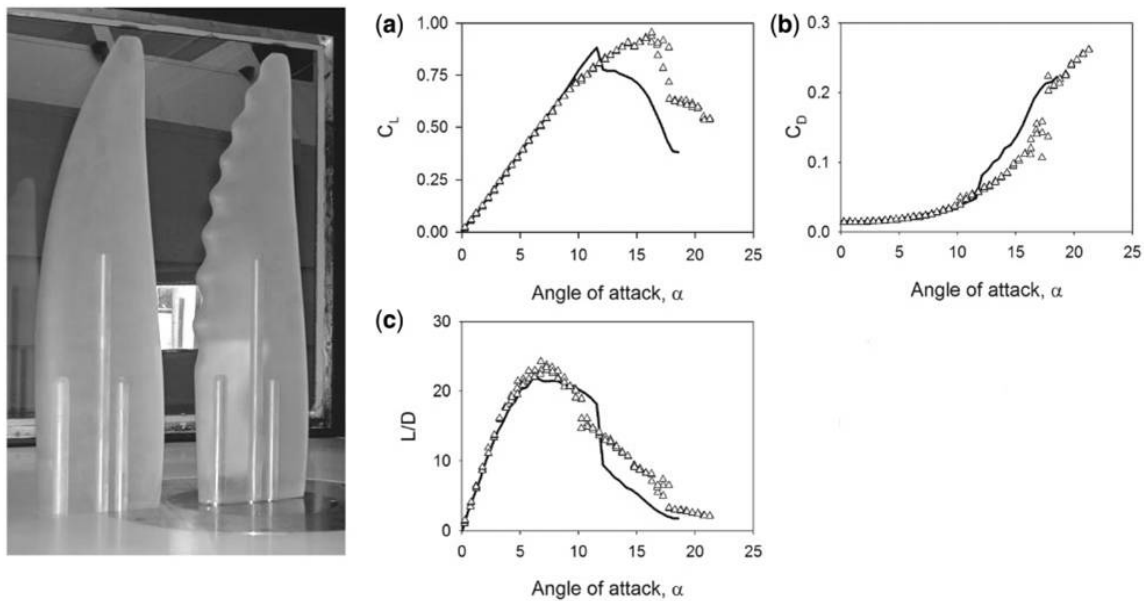 (a)
1.00
0.75
0.50
0.25
0.00
C_L
0 5 10 15 20 25
Angle of attack, α
(b)
0.3
0.2
0.1
0.0
C_D
0 5 10 15 20 25
Angle of attack, α
(c)
30
20
10
0
L/D
0 5 10 15 20 25
Angle of attack, α